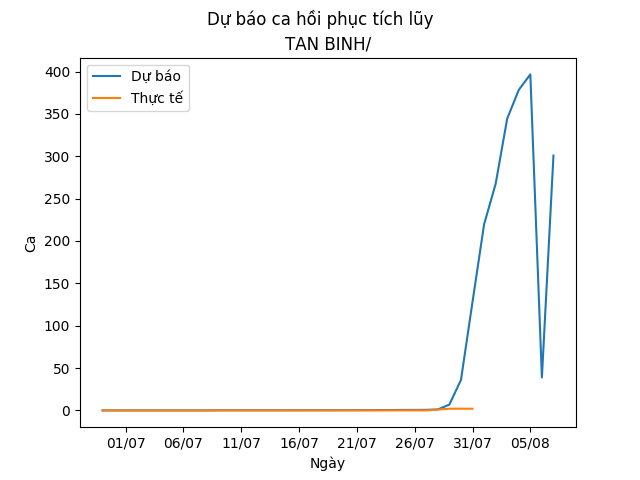 Dự báo ca hồi phục tích lũy
TAN BINH/
Dự báo
Thực tế
400
350
300
250
200
150
100
50
0
Ca
01/07 06/07 11/07 16/07 21/07 26/07 31/07 05/08
Ngày